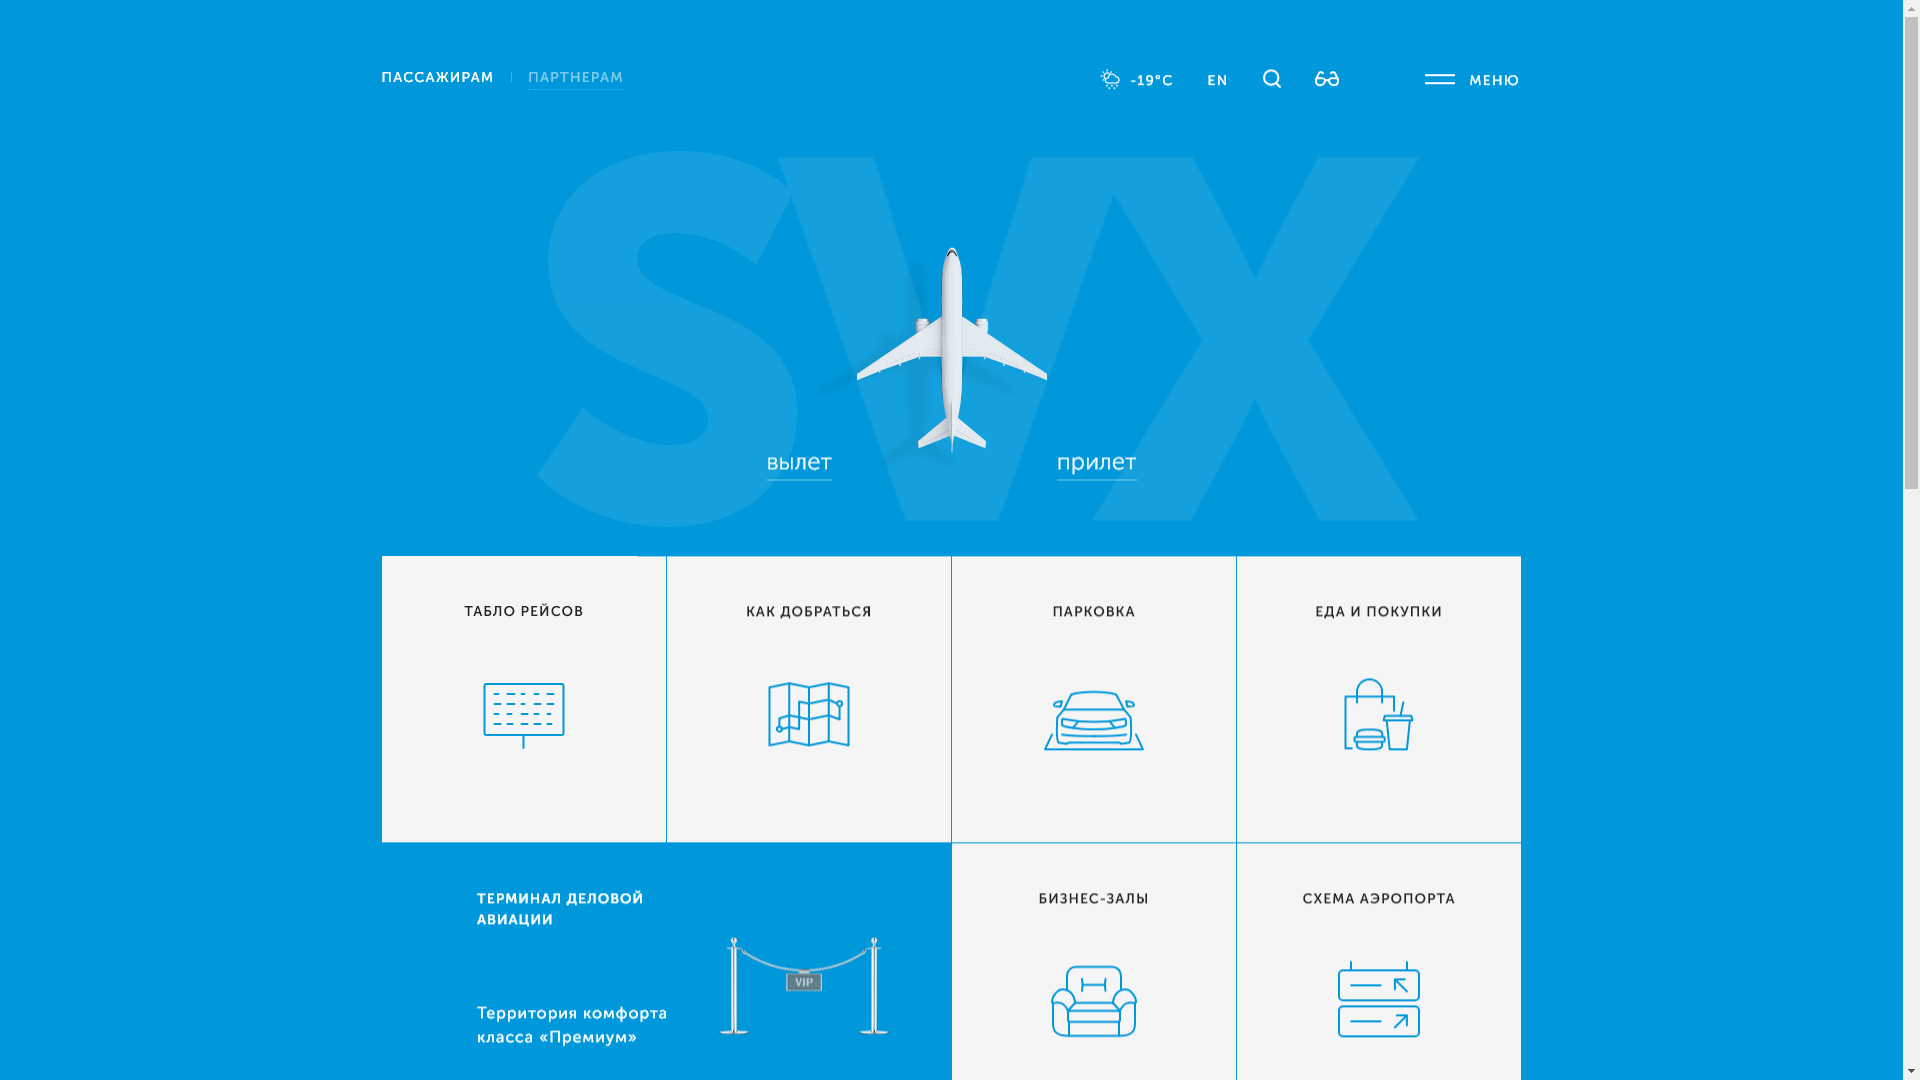 ПАССАЖИРАМ
ПАРТНЕРАМ
-19°C
EN
МЕНЮ
SVX
вылет
прилет
ТАБЛО РЕЙСОВ
КАК ДОБРАТЬСЯ
ПАРКОВКА
ЕДА И ПОКУПКИ
ТЕРМИНАЛ ДЕЛОВОЙ
АВИАЦИИ
VIP
Территория комфорта
класса «Премиум»
БИЗНЕС-ЗАЛЫ
СХЕМА АЭРОПОРТА